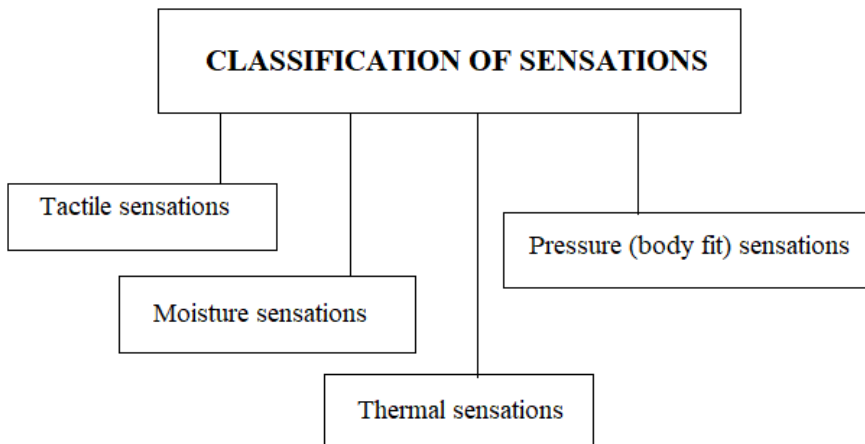 CLASSIFICATION OF SENSATIONS
Tactile sensations
Pressure (body fit) sensations
Moisture sensations
Thermal sensations